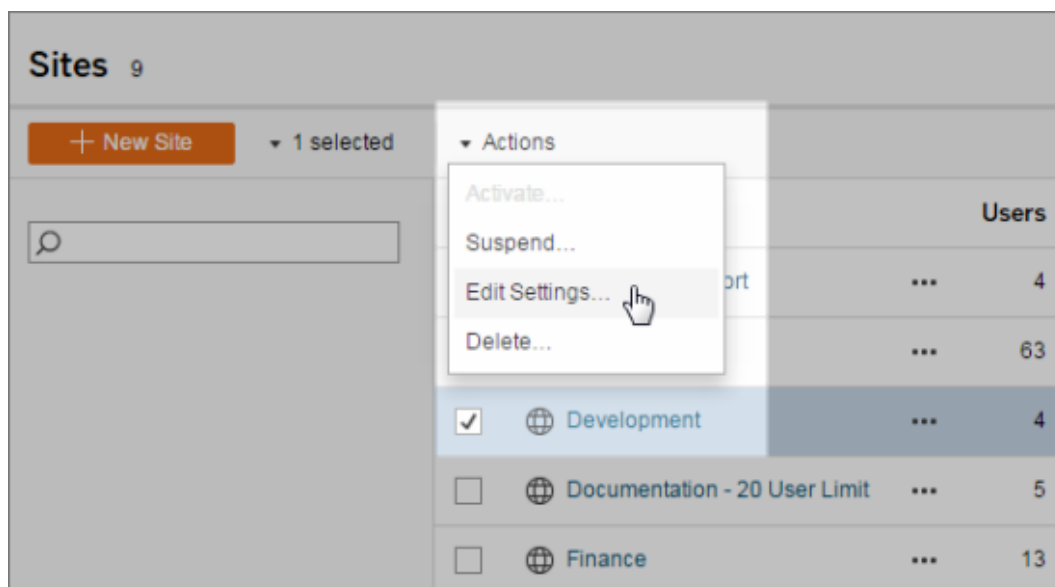 Sites 9
+ New Site
1 selected
Actions
Activate...
Suspend...
Edit Settings...
Delete...
Users
ort ••• 4
••• 63
Development ••• 4
Documentation - 20 User Limit ••• 5
Finance ••• 13